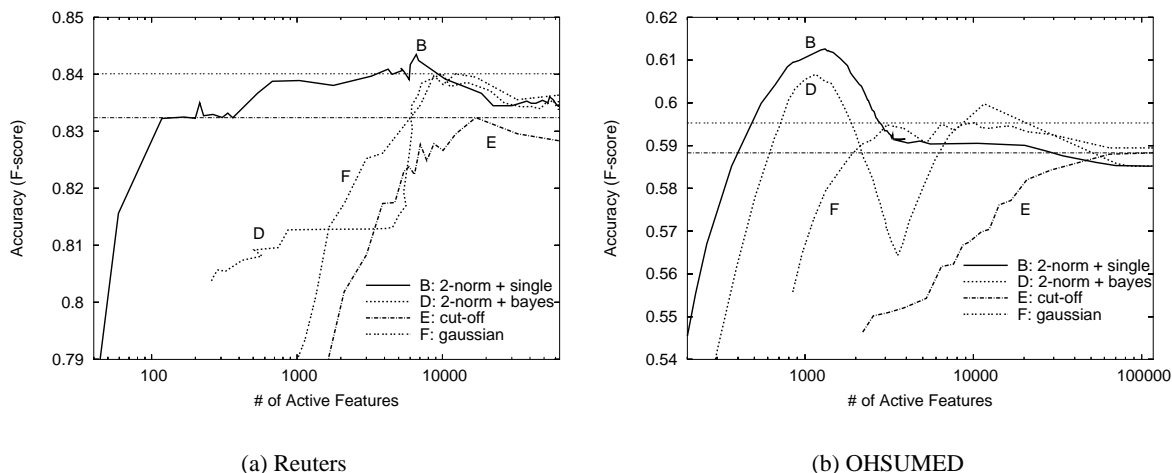 0.85
0.84
0.83
0.82
0.81
0.8
0.79
Accuracy (F-score)
100
1000
10000
# of Active Features
B
E
F
D
B: 2-norm + single
D: 2-norm + bayes
E: cut-off
F: gaussian
(a) Reuters
0.62
0.61
0.6
0.59
0.58
0.57
0.56
0.55
0.54
Accuracy (F-score)
1000
10000
100000
# of Active Features
B
D
F
E
B: 2-norm + single
D: 2-norm + bayes
E: cut-off
F: gaussian
(b) OHSUMED